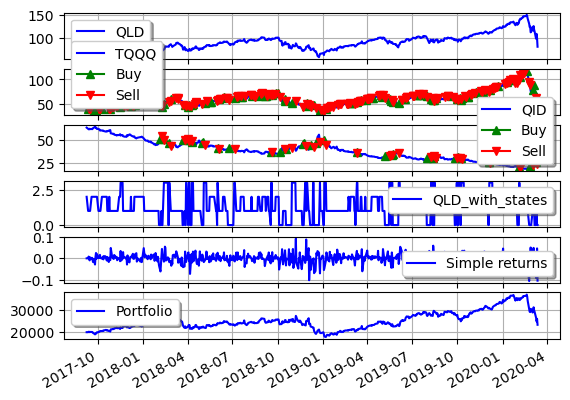 150
100
QLD
TQQQ
Buy
Sell
100
50
QID
Buy
Sell
50
25
2.5
0.0
QLD_with_states
0.1
0.0
−0.1
Simple returns
30000
20000
Portfolio
2017-10
2018-01
2018-04
2018-07
2018-10
2019-01
2019-04
2019-07
2019-10
2020-01
2020-04